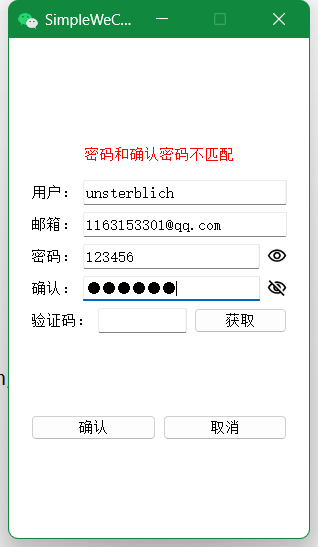 SimpleWeC...
密码和确认密码不匹配
用户： unsterblich
邮箱： 1163153301@qq.com
密码： 123456
确认： ●●●●●●
验证码： 获取
确认 取消